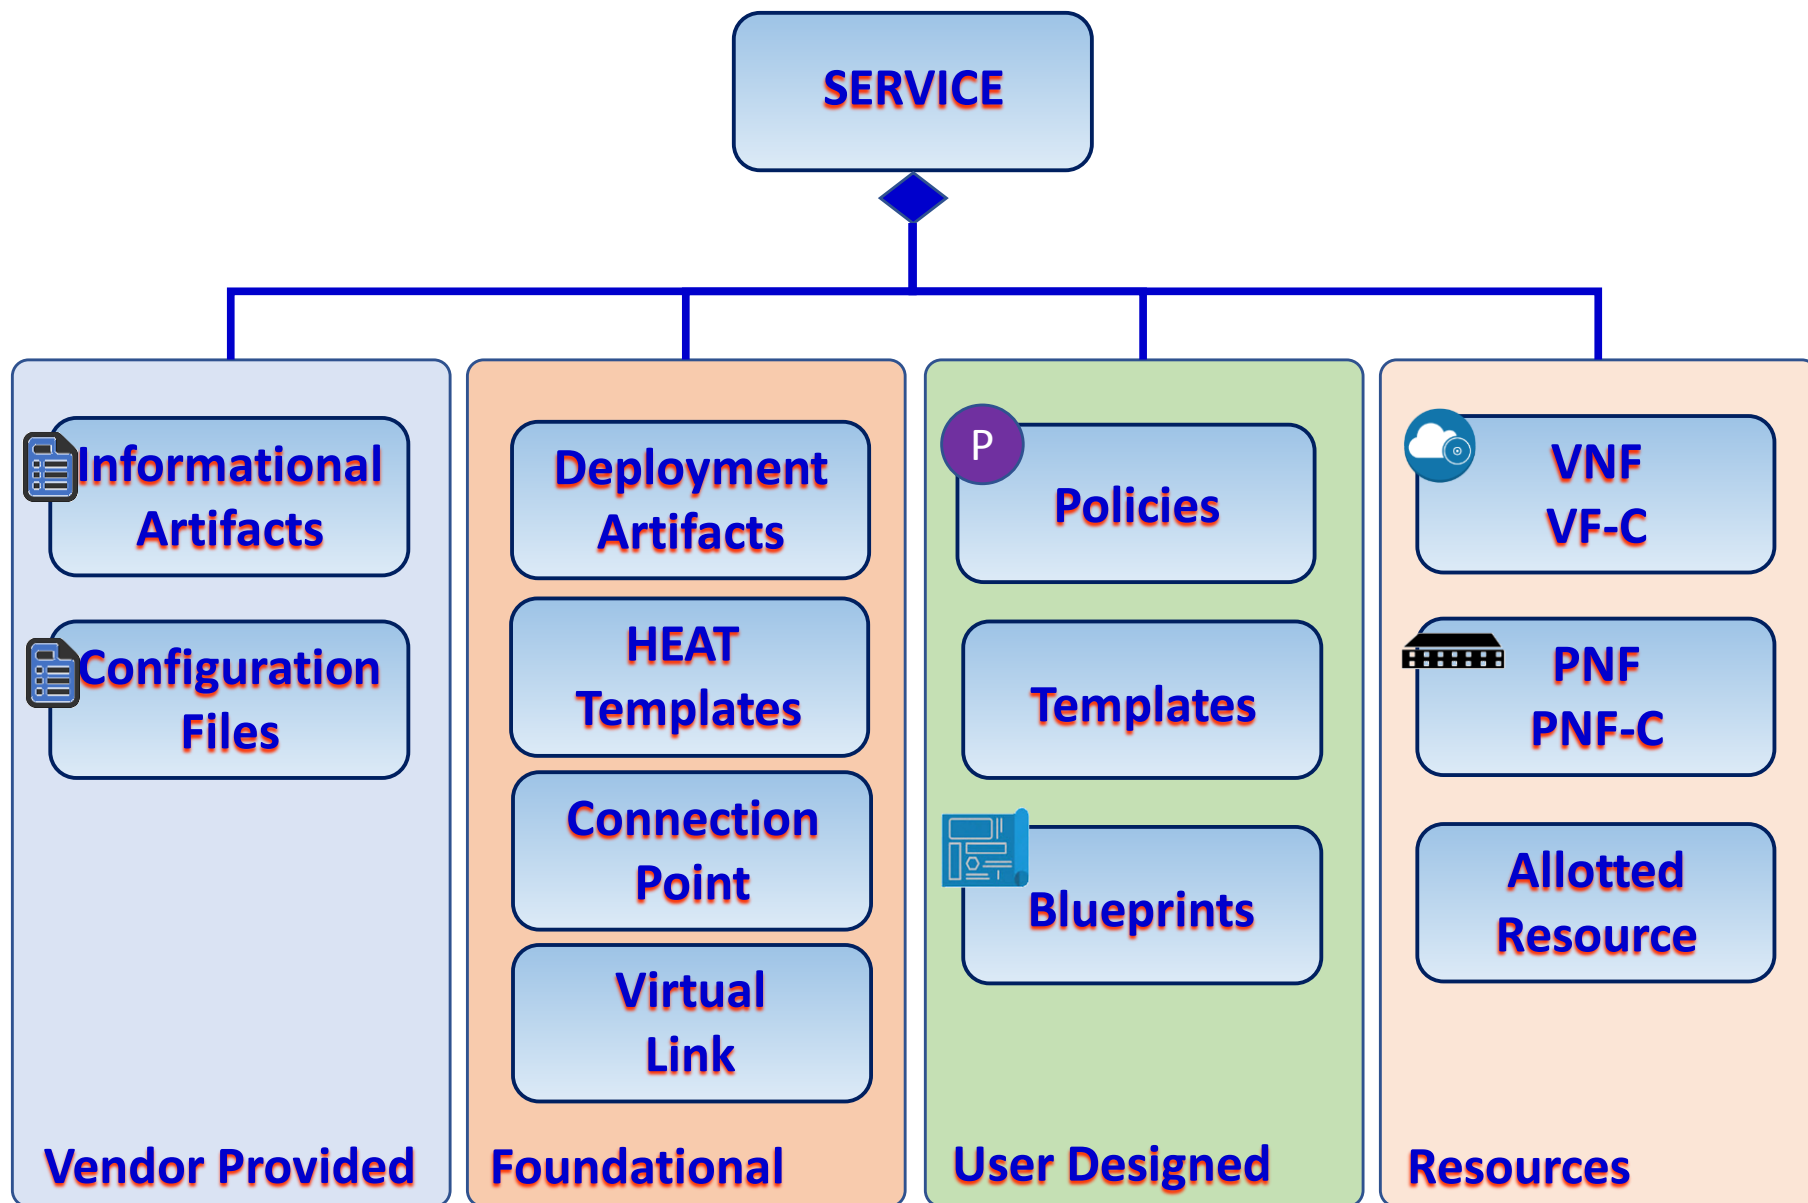 SERVICE
Informational
Artifacts
Configuration
Files
Vendor Provided
Deployment
Artifacts
HEAT
Templates
Connection
Point
Virtual
Link
Foundational
P
Policies
Templates
Blueprints
User Designed
VNF
VF-C
PNF
PNF-C
Allotted
Resource
Resources